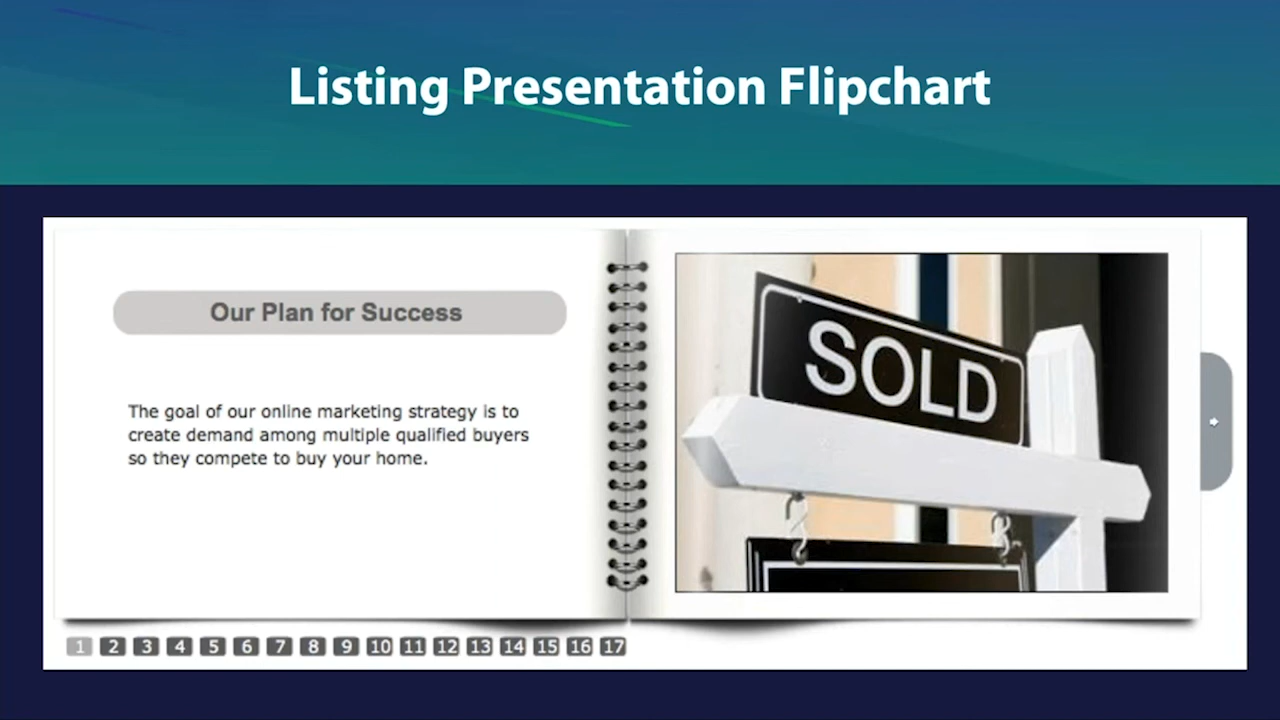 Listing Presentation Flipchart
Our Plan for Success
The goal of our online marketing strategy is to
create demand among multiple qualified buyers
so they compete to buy your home.
SOLD
1 2 3 4 5 6 7 8 9 10 11 12 13 14 15 16 17